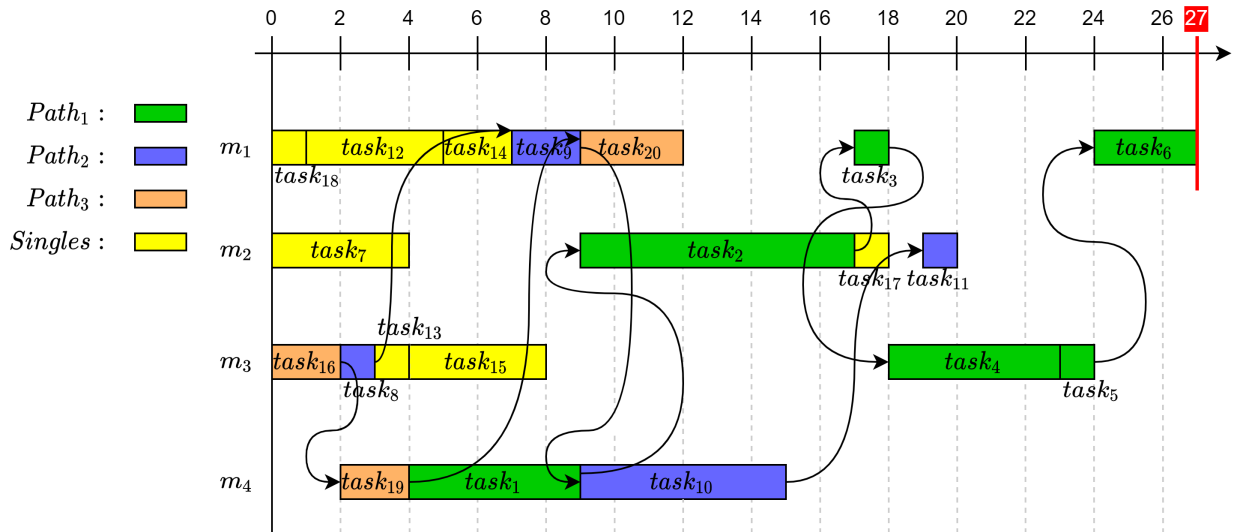 0 2 4 6 8 10 12 14 16 18 20 22 24 26 27
Path₁ :
Path₂ :
Path₃ :
Singles :
m₁ task₁₂ task₁₄ task₉ task₂₀ task₆
task₁₈ task₃
m₂ task₇ task₂
task₁₇ task₁₁
task₁₃
m₃ task₁₆ task₁₅ task₄
task₈ task₅
m₄ task₁₉ task₁ task₁₀